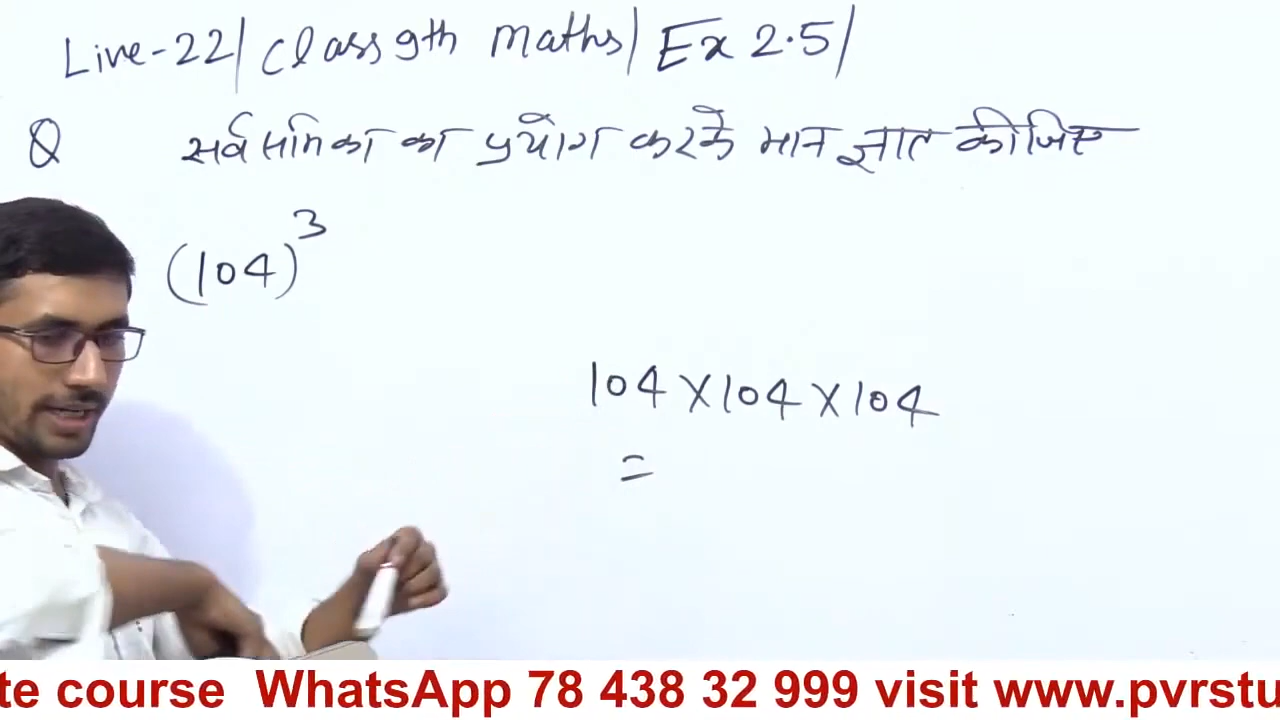 Live-22/ Class 9th maths/ Ex 2.5/
Q सर्वसमिका का प्रयोग करके मान ज्ञात कीजिए
(104)³
104 X 104 X 104
=
te course WhatsApp 78 438 32 999 visit www.pvrstu